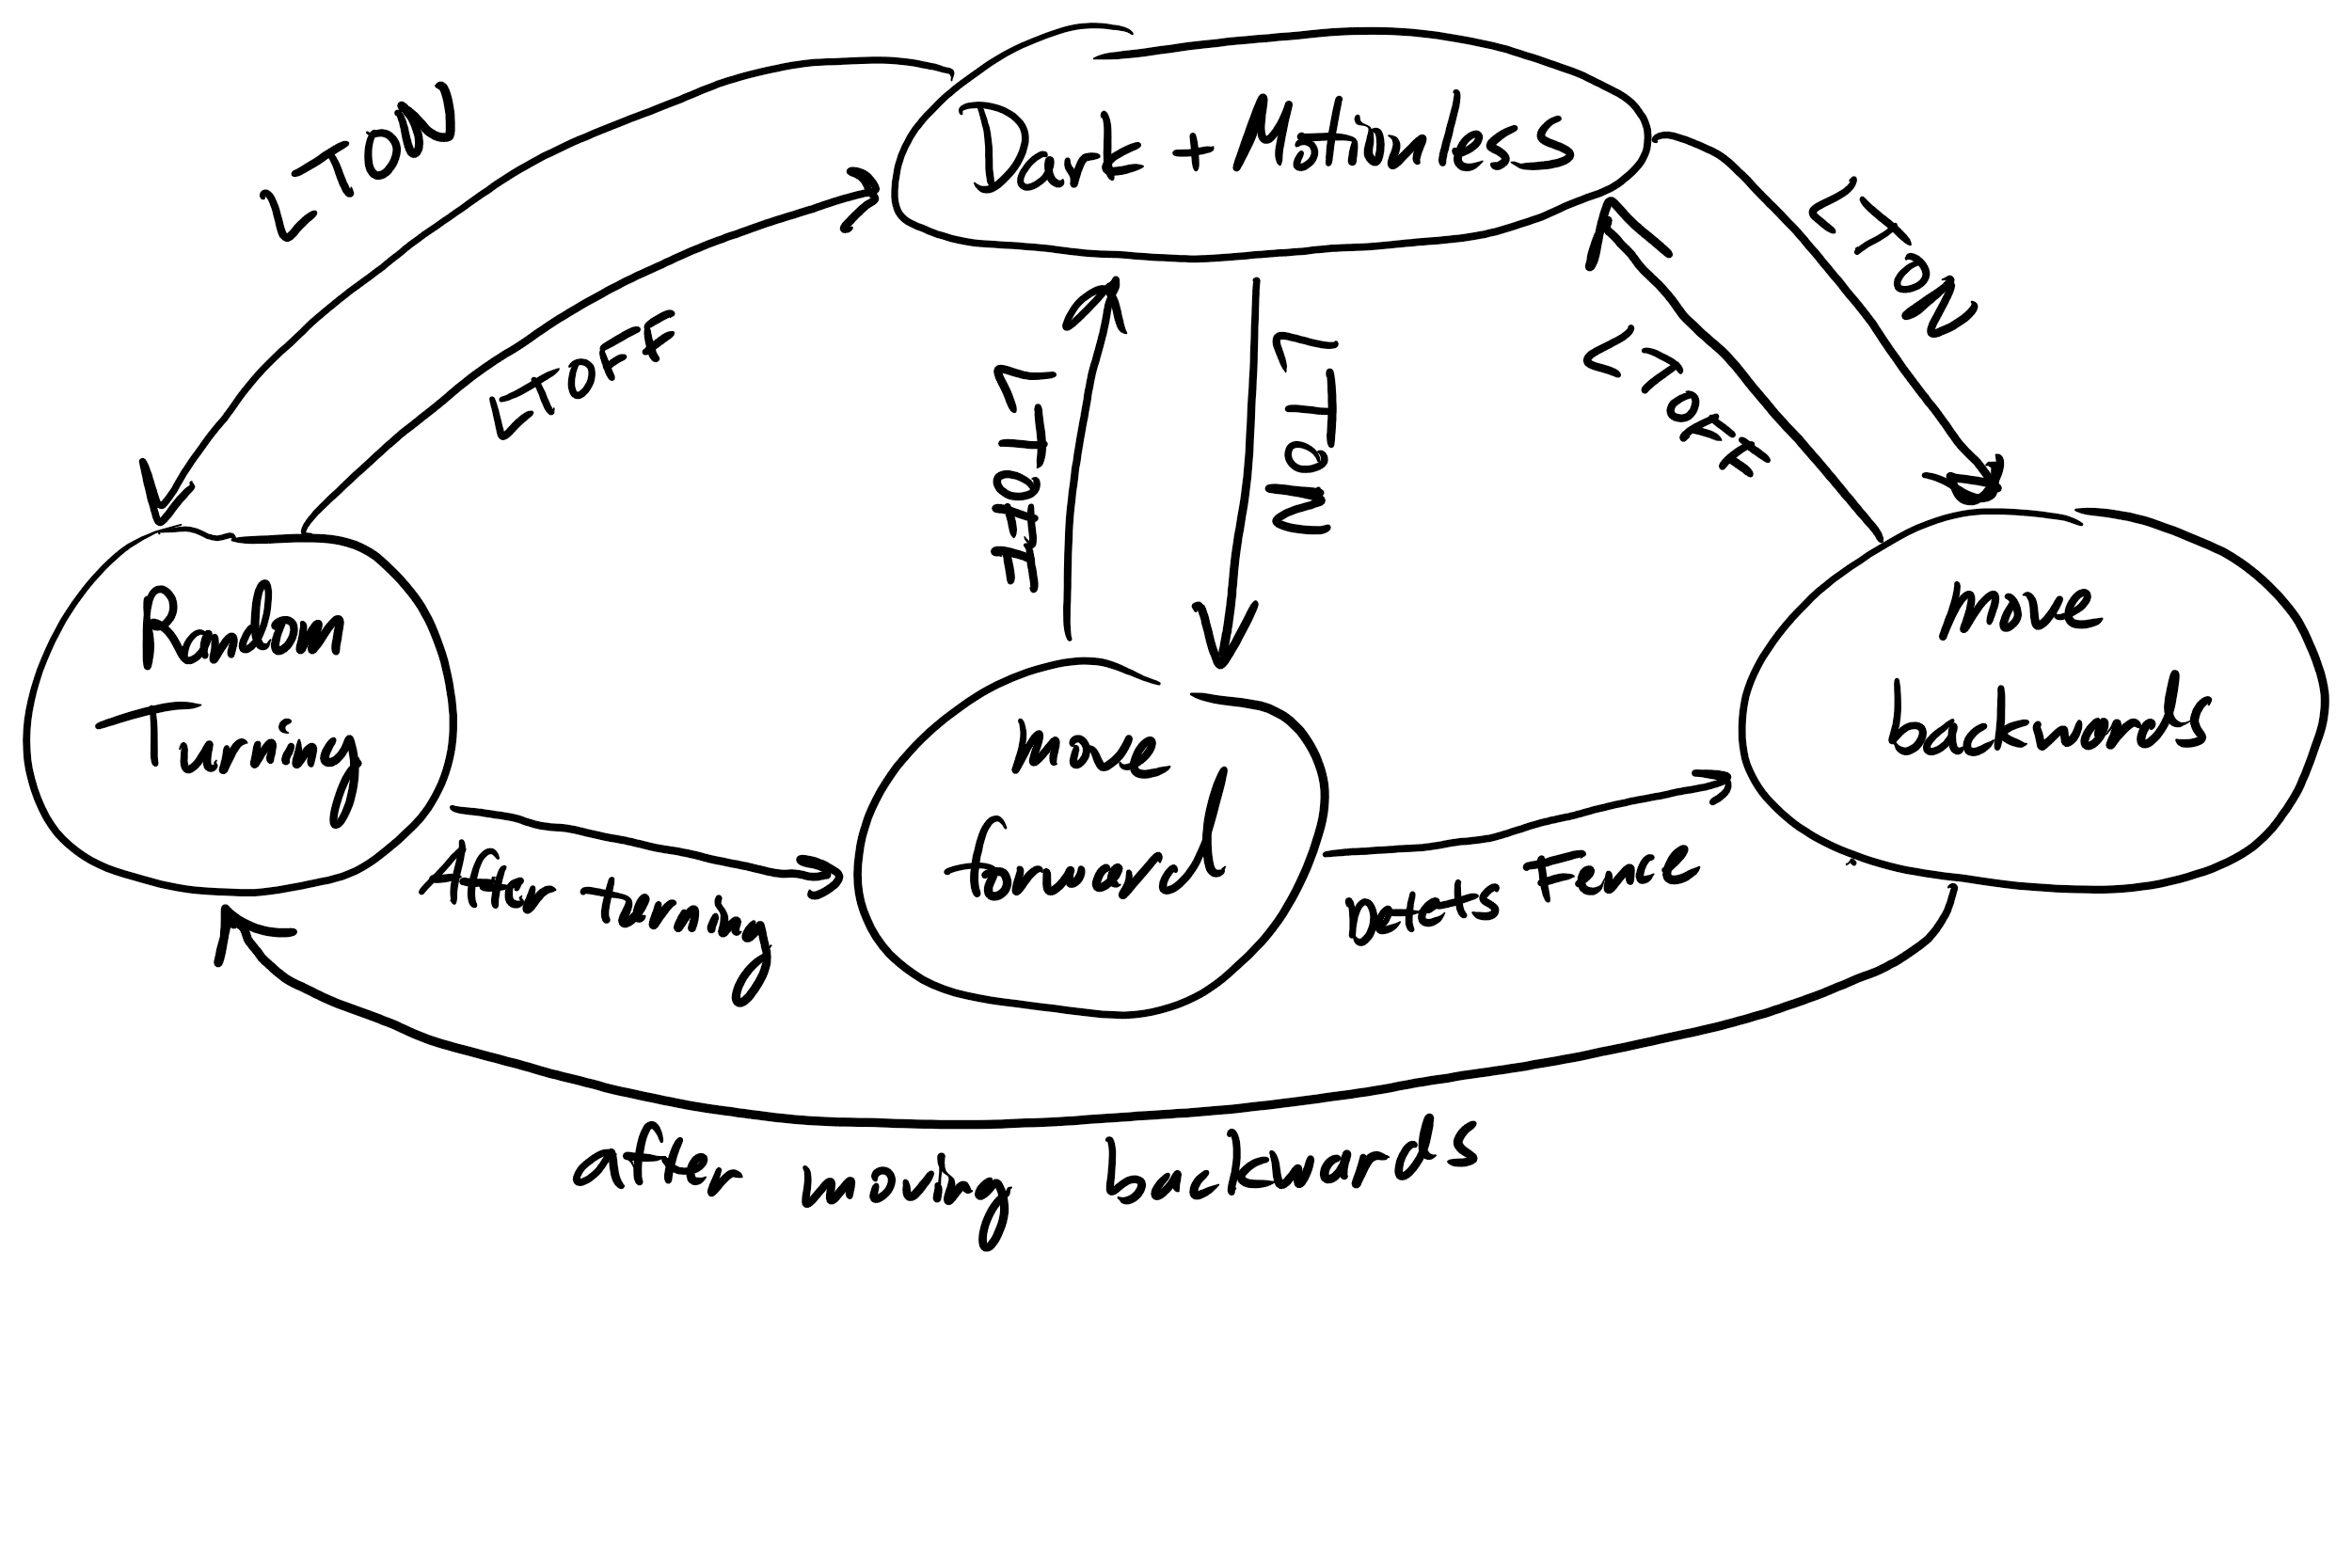 Dark + Motionless
LTON
LTON
LTOFF
LTOFF
LTOFF
LTON
Random
Turning
move
backwards
move
forward
After turning
Detects Fence
after moving backwards